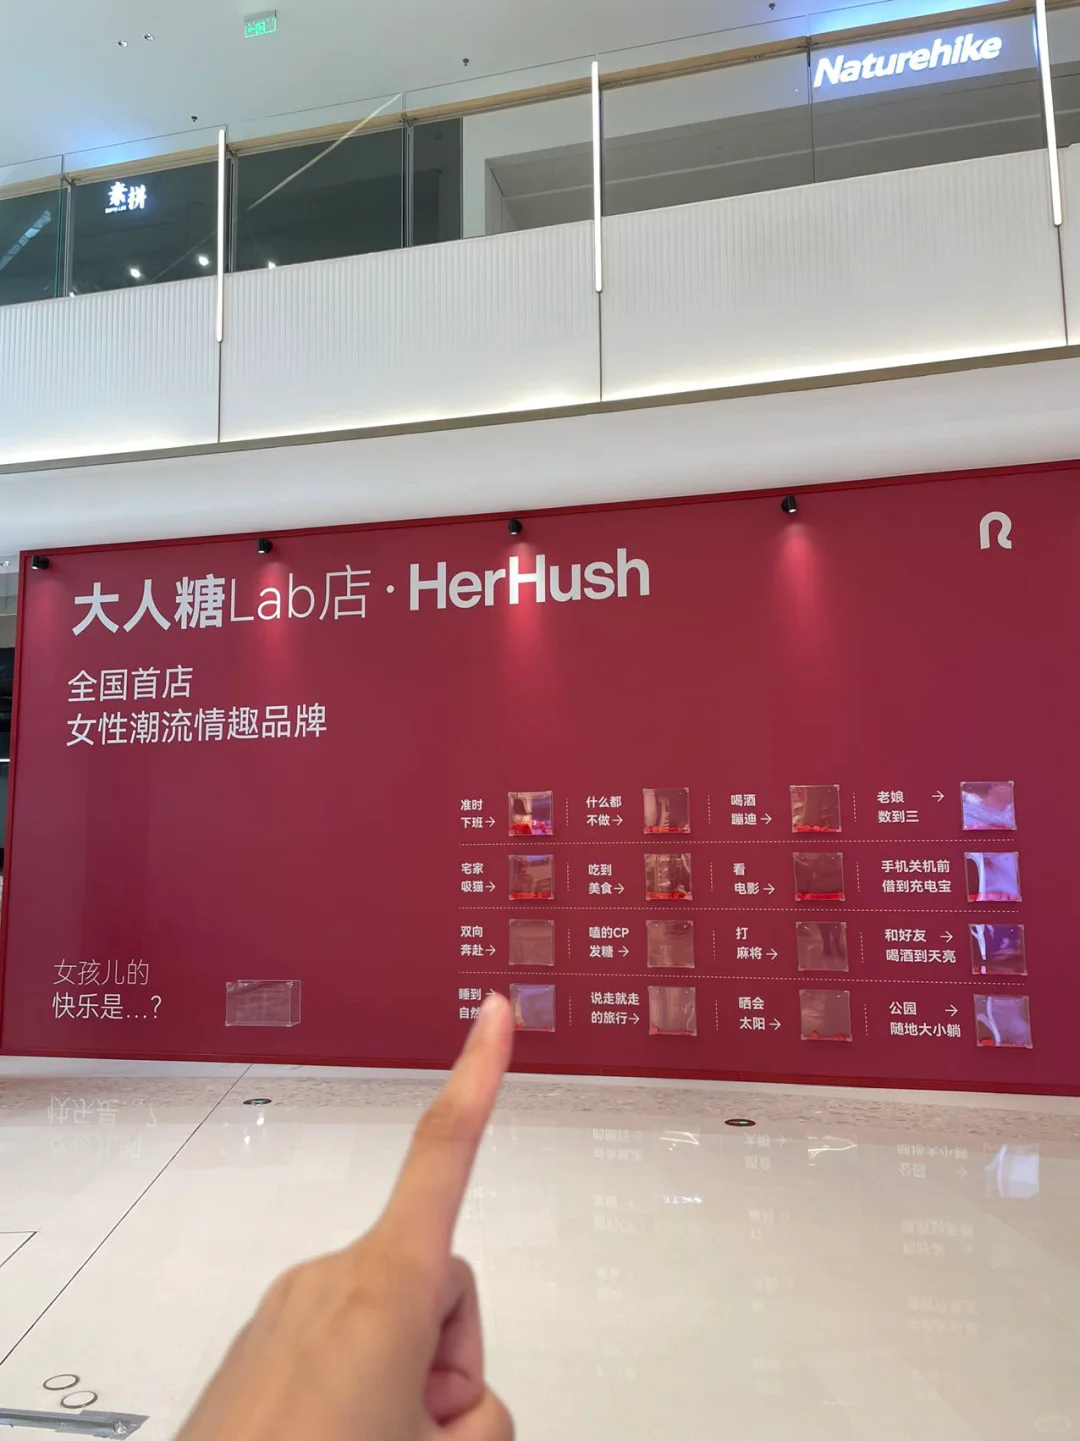 Naturehike
素拼
大人糖Lab店·HerHush
全国首店
女性潮流情趣品牌
准时
下班→
什么都
不做→
喝酒
蹦迪→
老娘→
数到三
宅家
吸猫→
吃到
美食→
看
电影→
手机关机前
借到充电宝
双向
奔赴→
嗑的CP
发糖→
打
麻将→
和好友→
喝酒到天亮
睡到→
自然
说走就走
的旅行→
晒会
太阳→
公园→
随地大小躺
女孩儿的
快乐是...?